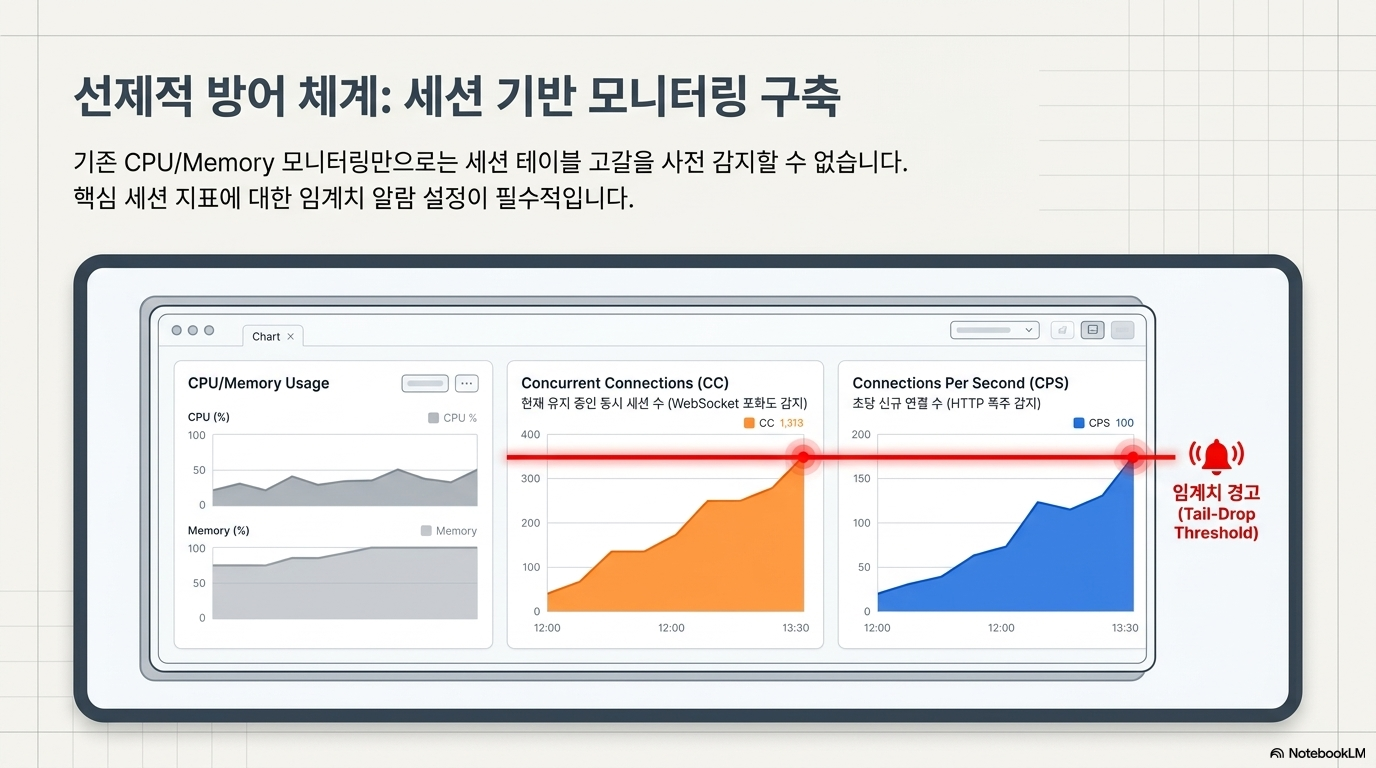 선제적 방어 체계: 세션 기반 모니터링 구축
기존 CPU/Memory 모니터링만으로는 세션 테이블 고갈을 사전 감지할 수 없습니다.
핵심 세션 지표에 대한 임계치 알람 설정이 필수적입니다.
Chart ×
CPU/Memory Usage
CPU (%)
CPU %
100
50
0
Memory (%)
Memory
100
50
0
Concurrent Connections (CC)
현재 유지 중인 동시 세션 수 (WebSocket 포화도 감지)
CC 1,313
400
300
200
100
0
12:00
12:00
13:30
Connections Per Second (CPS)
초당 신규 연결 수 (HTTP 폭주 감지)
CPS 100
200
150
100
50
0
12:00
12:00
13:30
임계치 경고
(Tail-Drop
Threshold)
NotebookLM